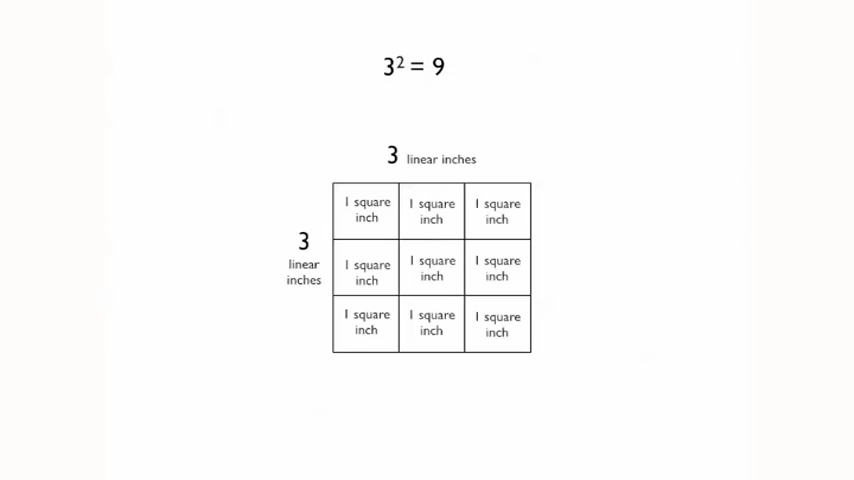 3² = 9
3 linear inches
1 square
inch
1 square
inch
1 square
inch
3
linear
inches
1 square
inch
1 square
inch
1 square
inch
1 square
inch
1 square
inch
1 square
inch